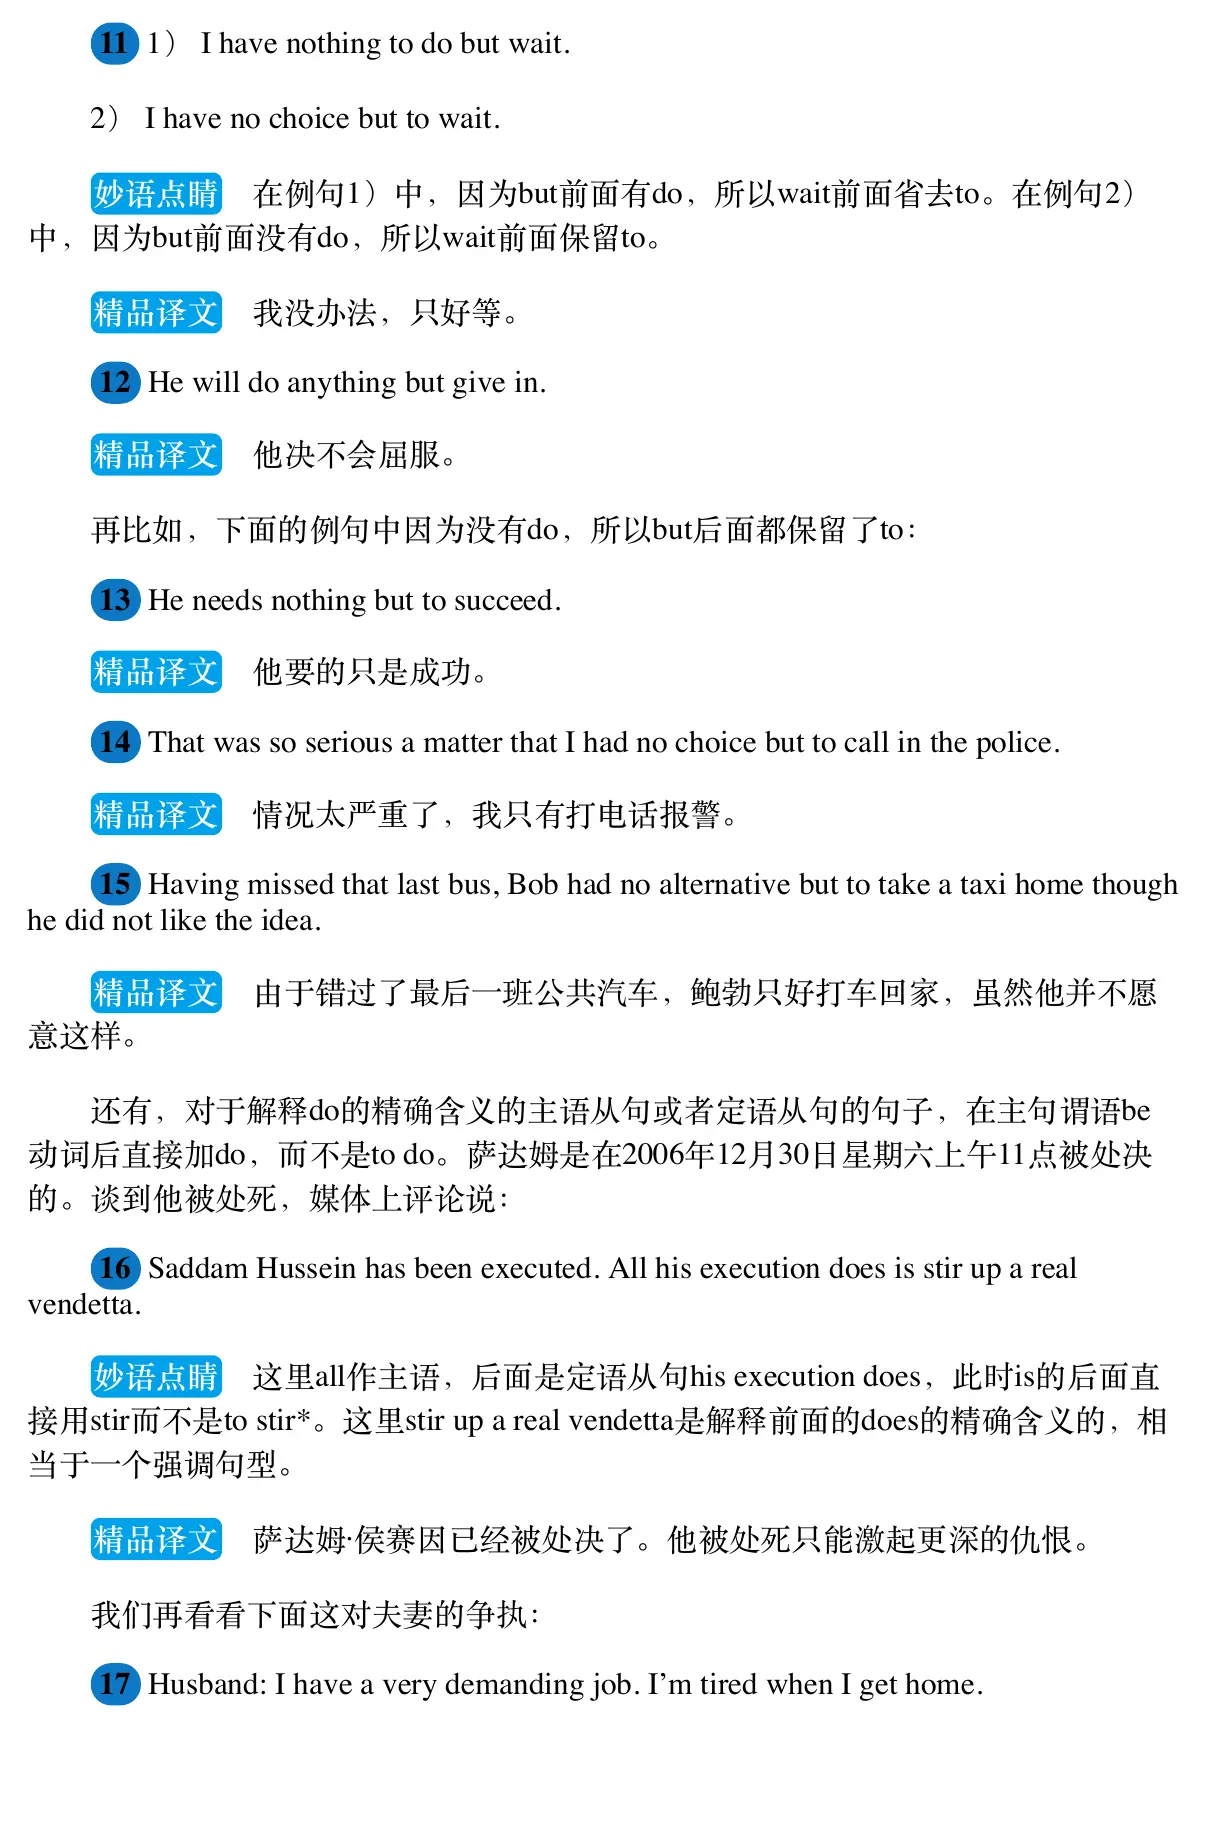 11 1） I have nothing to do but wait.
2） I have no choice but to wait.
妙语点睛 在例句1）中，因为but前面有do，所以wait前面省去to。在例句2）
中，因为but前面没有do，所以wait前面保留to。
精品译文 我没办法，只好等。
12 He will do anything but give in.
精品译文 他决不会屈服。
再比如，下面的例句中因为没有do，所以but后面都保留了to：
13 He needs nothing but to succeed.
精品译文 他要的只是成功。
14 That was so serious a matter that I had no choice but to call in the police.
精品译文 情况太严重了，我只有打电话报警。
15 Having missed that last bus, Bob had no alternative but to take a taxi home though
he did not like the idea.
精品译文 由于错过了最后一班公共汽车，鲍勃只好打车回家，虽然他并不愿
意这样。
还有，对于解释do的精确含义的主语从句或者定语从句的句子，在主句谓语be
动词后直接加do，而不是to do。萨达姆是在2006年12月30日星期六上午11点被处决
的。谈到他被处死，媒体上评论说：
16 Saddam Hussein has been executed. All his execution does is stir up a real
vendetta.
妙语点睛 这里all作主语，后面是定语从句his execution does，此时is的后面直
接用stir而不是to stir*。这里stir up a real vendetta是解释前面的does的精确含义的，相
当于一个强调句型。
精品译文 萨达姆·侯赛因已经被处决了。他被处死只能激起更深的仇恨。
我们再看看下面这对夫妻的争执：
17 Husband: I have a very demanding job. I’m tired when I get home.